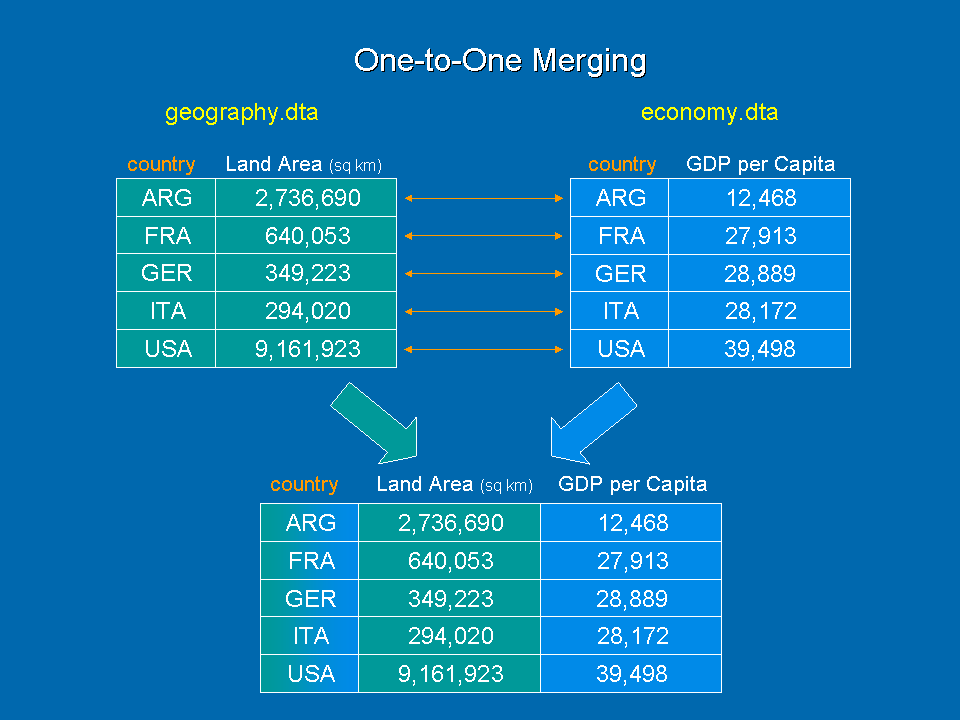 One-to-One Merging
geography.dta economy.dta
country Land Area (sq km) country GDP per Capita
ARG 2,736,690 ARG 12,468
FRA 640,053 FRA 27,913
GER 349,223 GER 28,889
ITA 294,020 ITA 28,172
USA 9,161,923 USA 39,498
country Land Area (sq km) GDP per Capita
ARG 2,736,690 12,468
FRA 640,053 27,913
GER 349,223 28,889
ITA 294,020 28,172
USA 9,161,923 39,498